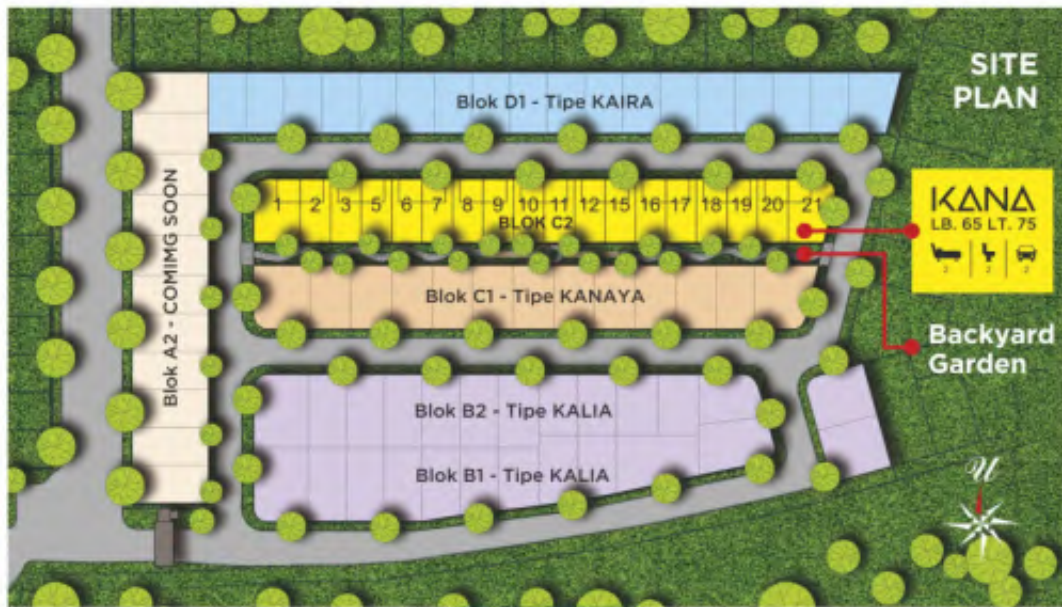 SITE
PLAN
Blok D1 - Tipe KAIRA
Blok A2 - COMIMG SOON
1 2 3 5 6 7 8 9 10 11 12 15 16 17 18 19 20 21
BLOK C2
KANA
LB. 65 LT. 75
2 2 2
Blok C1 - Tipe KANAYA
Backyard
Garden
Blok B2 - Tipe KALIA
Blok B1 - Tipe KALIA
U